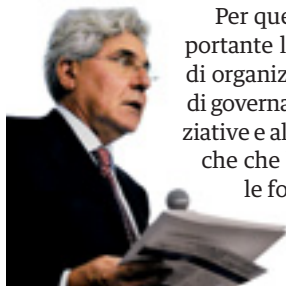 Per que
portante l
di organiz
di governa
ziative e al
che che
le fo